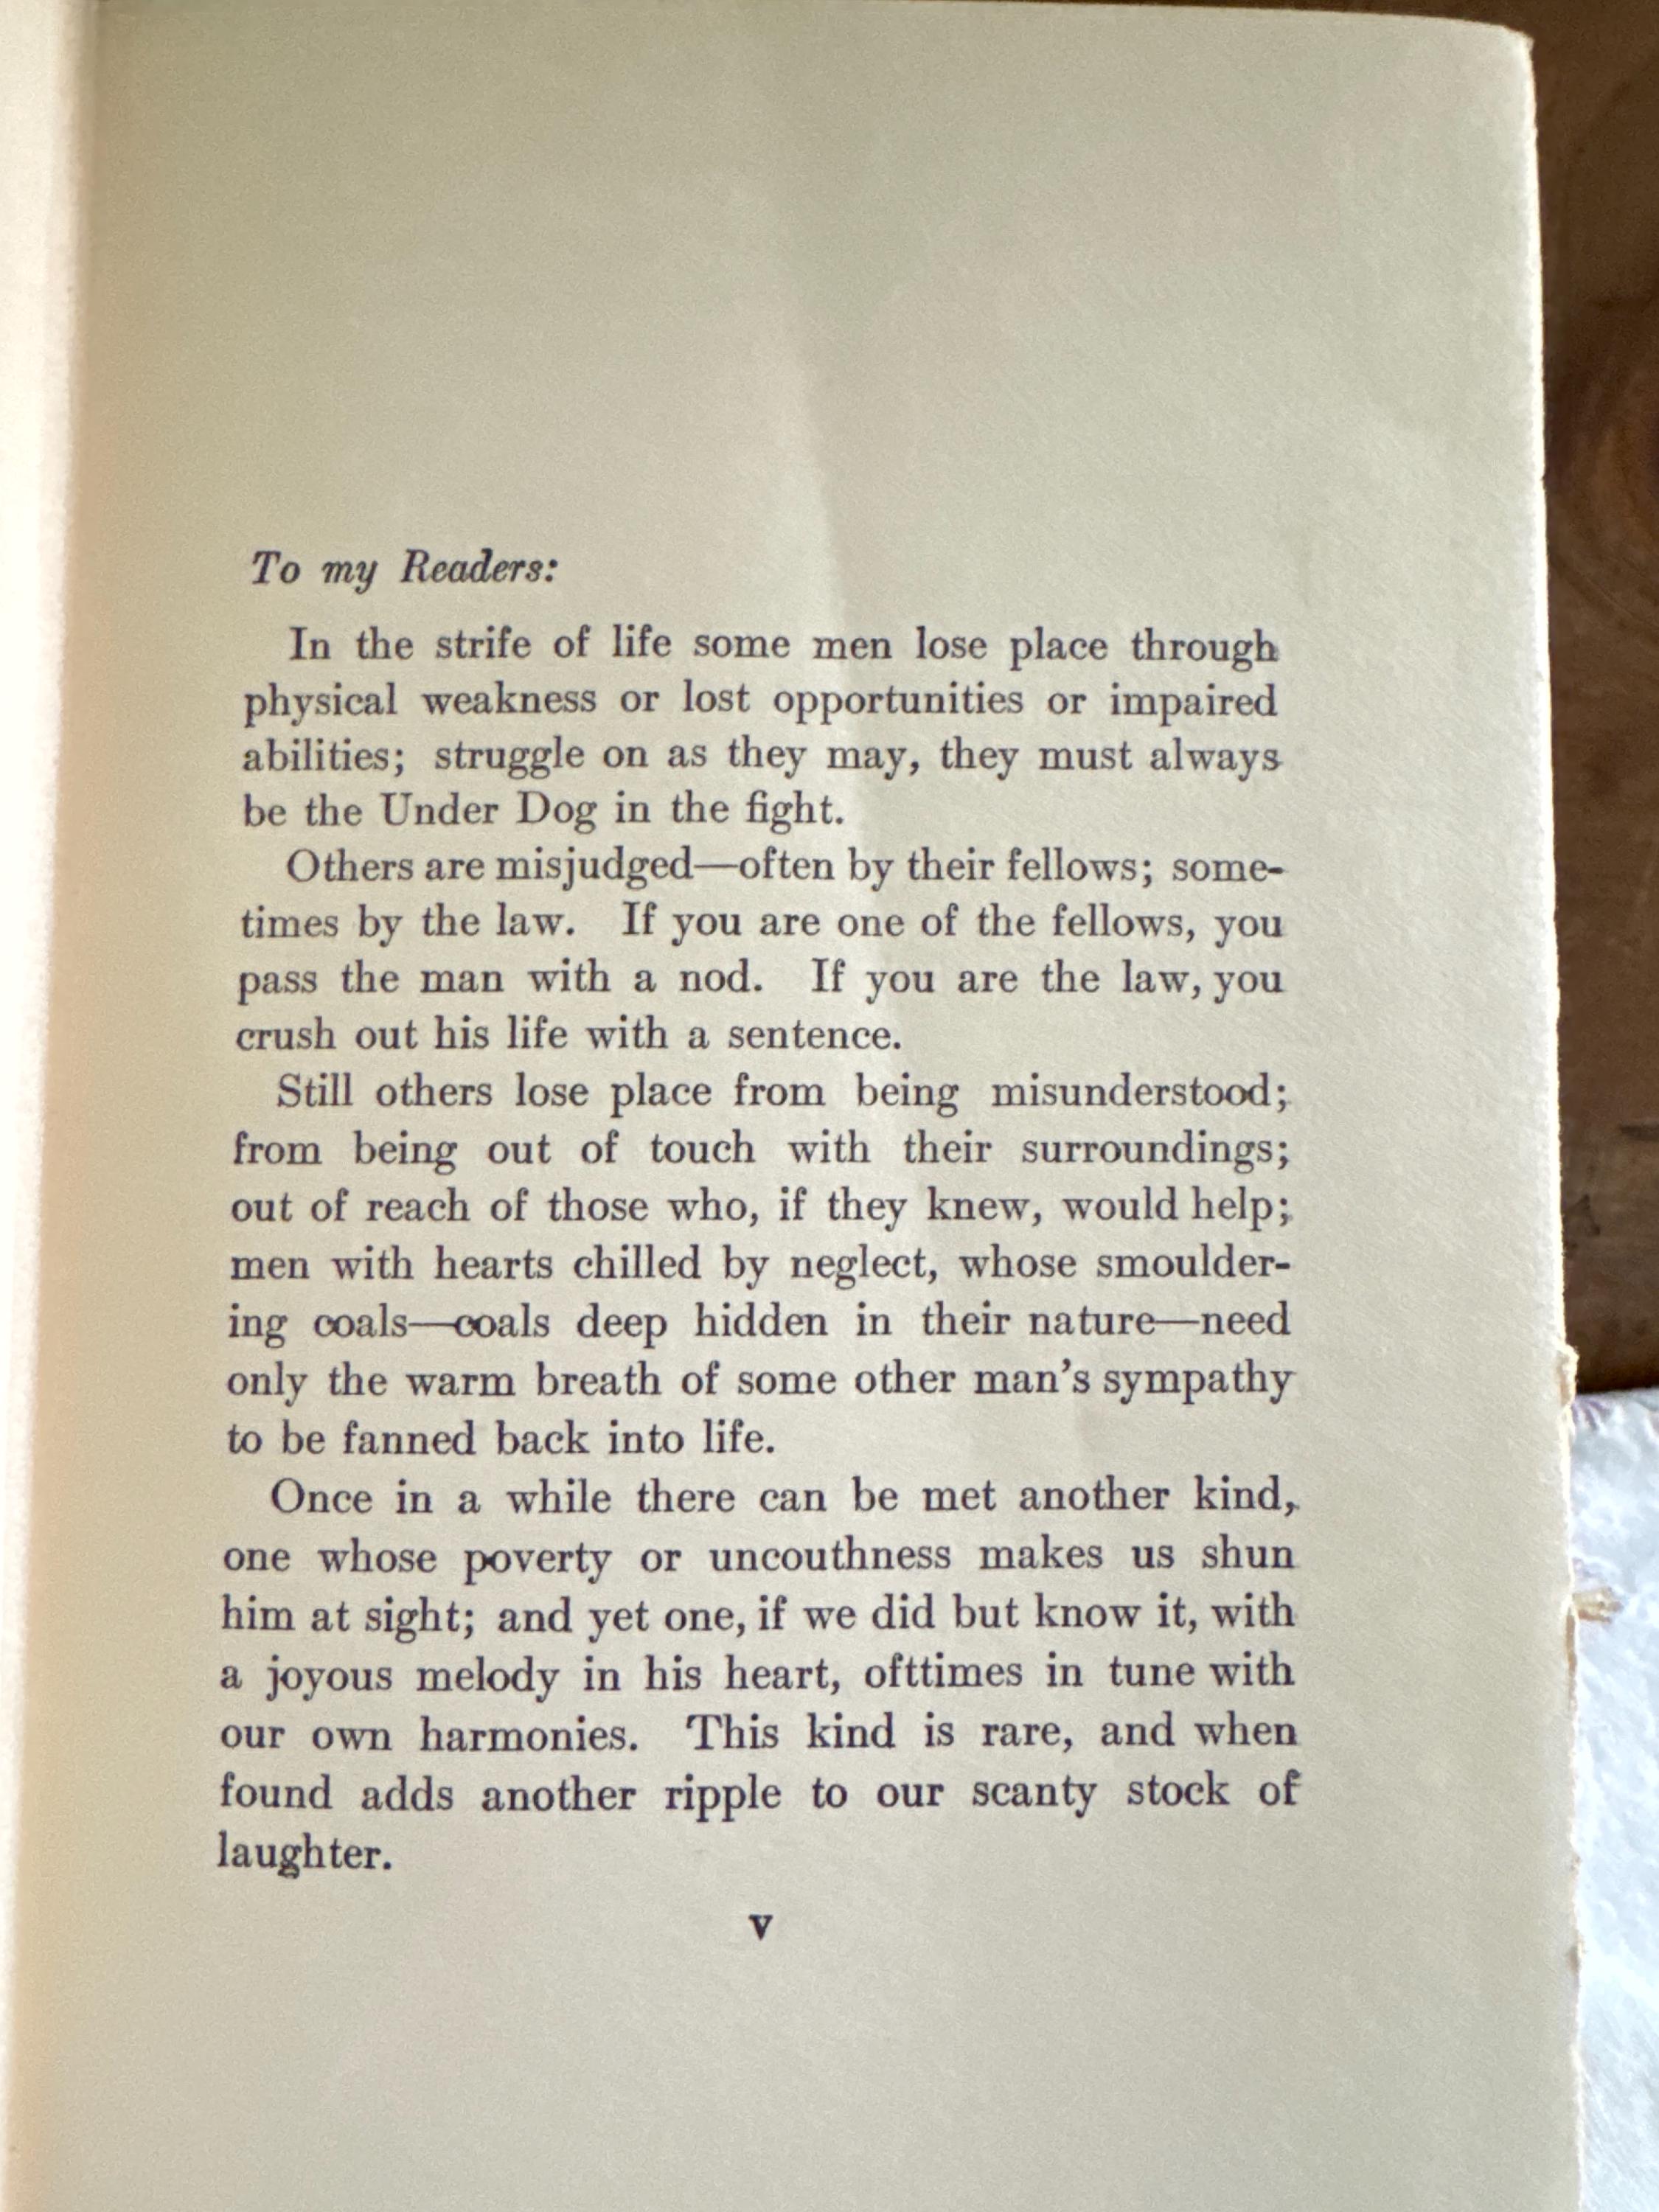 To my Readers:
In the strife of life some men lose place through
physical weakness or lost opportunities or impaired
abilities; struggle on as they may, they must always
be the Under Dog in the fight.
Others are misjudged—often by their fellows; some-
times by the law. If you are one of the fellows, you
pass the man with a nod. If you are the law, you
crush out his life with a sentence.
Still others lose place from being misunderstood;
from being out of touch with their surroundings;
out of reach of those who, if they knew, would help;
men with hearts chilled by neglect, whose smoulder-
ing coals—coals deep hidden in their nature—need
only the warm breath of some other man's sympathy
to be fanned back into life.
Once in a while there can be met another kind,
one whose poverty or uncouthness makes us shun
him at sight; and yet one, if we did but know it, with
a joyous melody in his heart, ofttimes in tune with
our own harmonies. This kind is rare, and when
found adds another ripple to our scanty stock of
laughter.
v